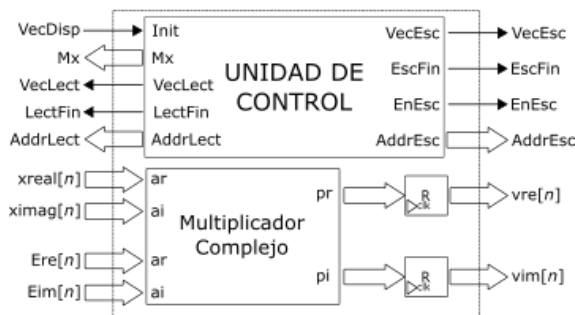 VecDisp Init VecEsc VecEsc
Mx Mx
UNIDAD DE CONTROL
EscFin EscFin
VecLect VecLect
EnEsc EnEsc
LectFin LectFin
AddrLect AddrLect AddrEsc AddrEsc
xreal[n] ar
ximag[n] ai
pr R clk vre[n]
Multiplicador
Complejo
Ere[n] ar
Eim[n] ai
pi R clk vim[n]